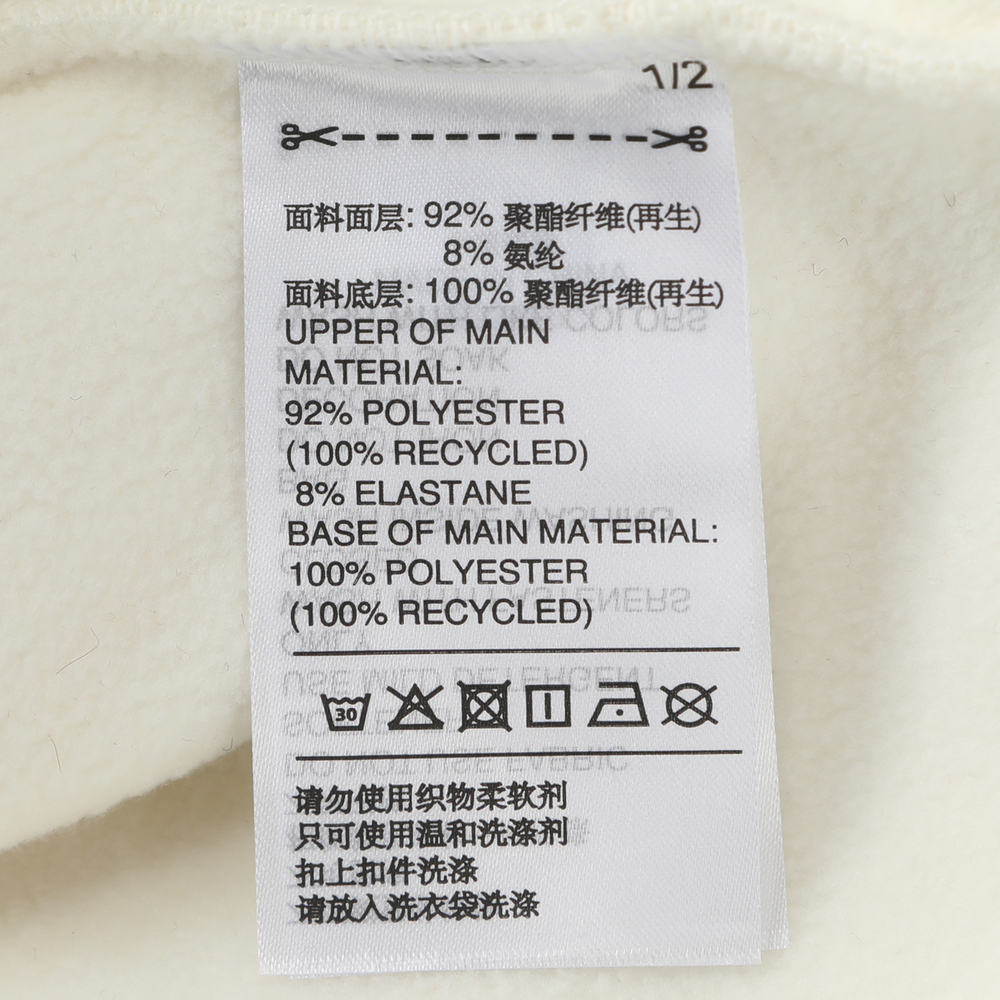 1/2
面料面层: 92% 聚酯纤维(再生)
8% 氨纶
面料底层: 100% 聚酯纤维(再生)
UPPER OF MAIN
MATERIAL:
92% POLYESTER
(100% RECYCLED)
8% ELASTANE
BASE OF MAIN MATERIAL:
100% POLYESTER
(100% RECYCLED)
30
请勿使用织物柔软剂
只可使用温和洗涤剂
扣上扣件洗涤
请放入洗衣袋洗涤